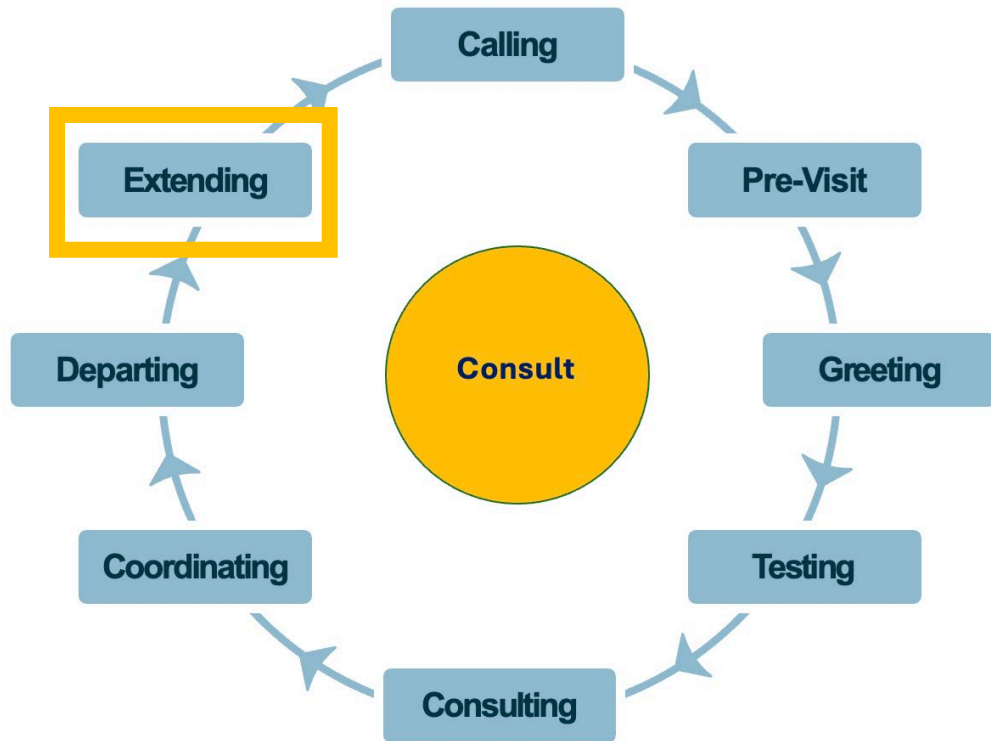 Calling
Pre-Visit
Greeting
Testing
Consulting
Coordinating
Departing
Extending
Consult